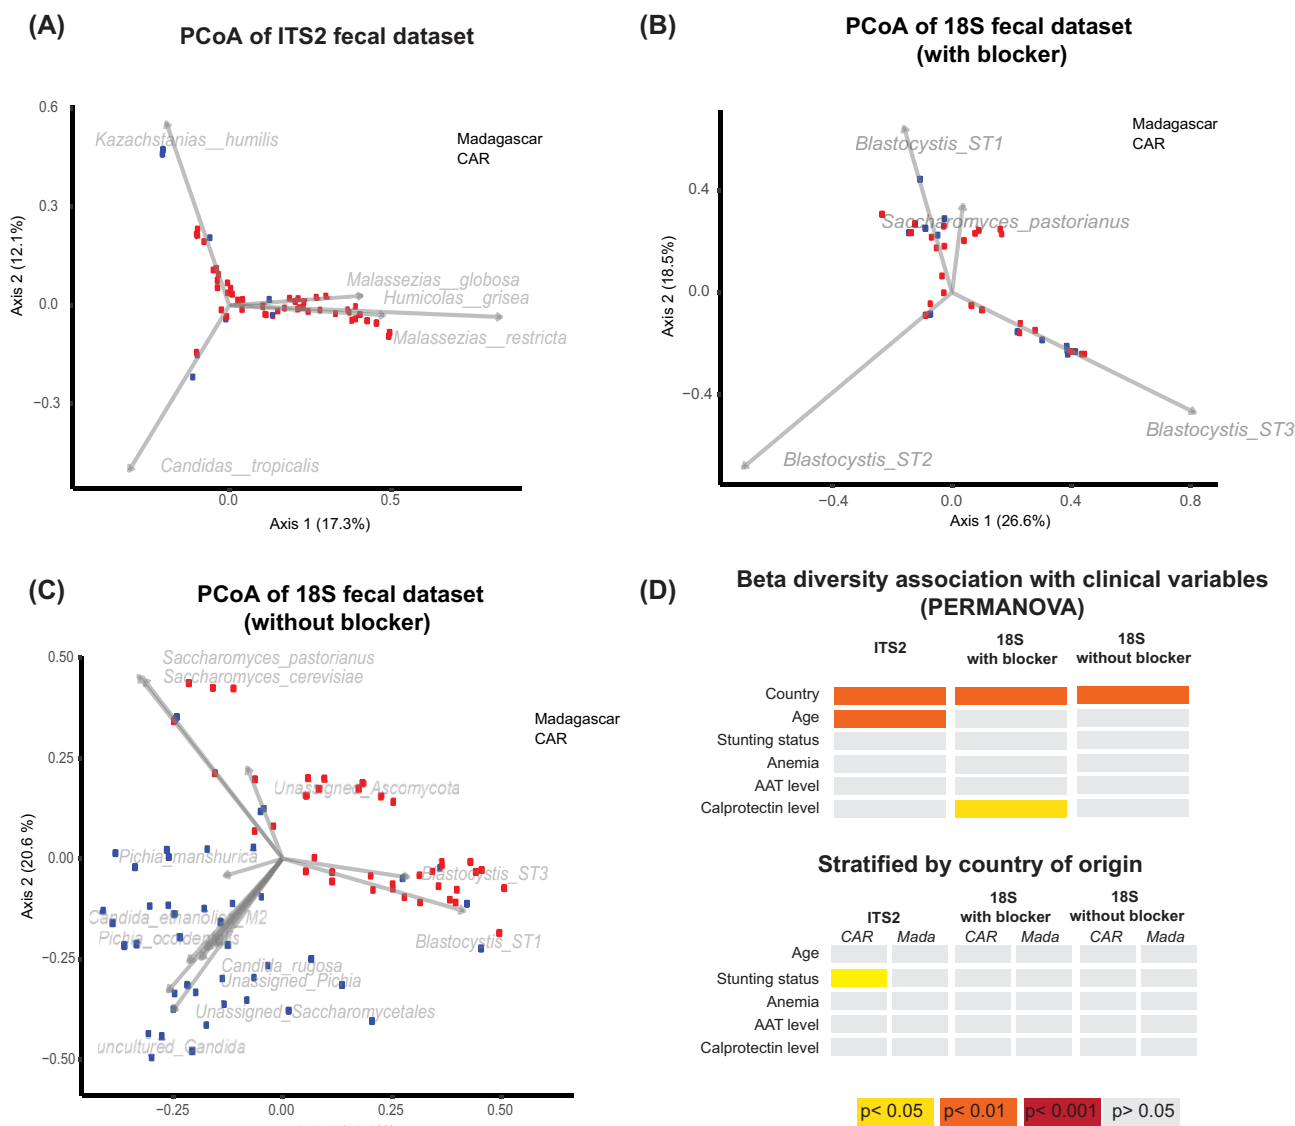 (A)
PCoA of ITS2 fecal dataset
0.6
0.3
0.0
−0.3
Axis 2 (12.1%)
Kazachstanias__humilis
Madagascar
CAR
Malassezias__globosa
Humicolas__grisea
Malassezias__restricta
Candidas__tropicalis
0.0
0.5
Axis 1 (17.3%)
(B)
PCoA of 18S fecal dataset
(with blocker)
0.4
0.0
−0.4
Axis 2 (18.5%)
Blastocystis_ST1
Madagascar
CAR
Saccharomyces_pastorianus
Blastocystis_ST3
Blastocystis_ST2
−0.4
0.0
0.4
0.8
Axis 1 (26.6%)
(C)
PCoA of 18S fecal dataset
(without blocker)
0.50
0.25
0.00
−0.25
−0.50
Axis 2 (20.6 %)
Saccharomyces_pastorianus
Saccharomyces_cerevisiae
Madagascar
CAR
Unassigned_Ascomycota
Pichia_manshurica
Blastocystis_ST3
Candida_ethanolica_M2
Pichia_occidentalis
Blastocystis_ST1
Candida_rugosa
Unassigned_Pichia
Unassigned_Saccharomycetales
uncultured_Candida
−0.25
0.00
0.25
0.50
(D)
Beta diversity association with clinical variables
(PERMANOVA)
ITS2
18S
with blocker
18S
without blocker
Country
Age
Stunting status
Anemia
AAT level
Calprotectin level
Stratified by country of origin
ITS2
18S
with blocker
18S
without blocker
CAR Mada CAR Mada CAR Mada
Age
Stunting status
Anemia
AAT level
Calprotectin level
p< 0.05 p< 0.01 p< 0.001 p> 0.05